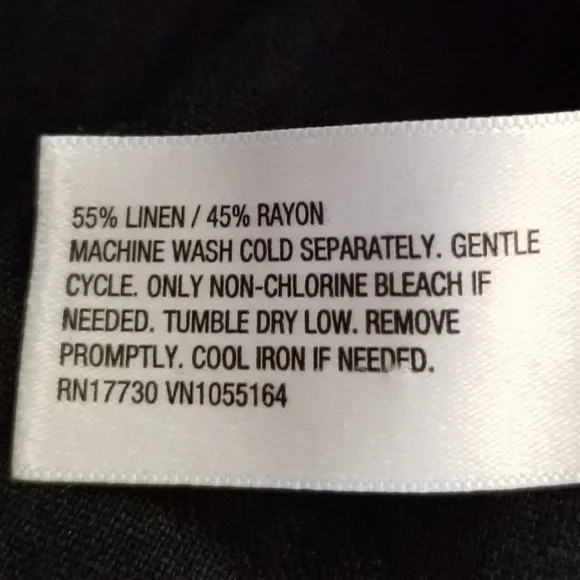 55% LINEN / 45% RAYON
MACHINE WASH COLD SEPARATELY. GENTLE
CYCLE. ONLY NON-CHLORINE BLEACH IF
NEEDED. TUMBLE DRY LOW. REMOVE
PROMPTLY. COOL IRON IF NEEDED.
RN17730 VN1055164